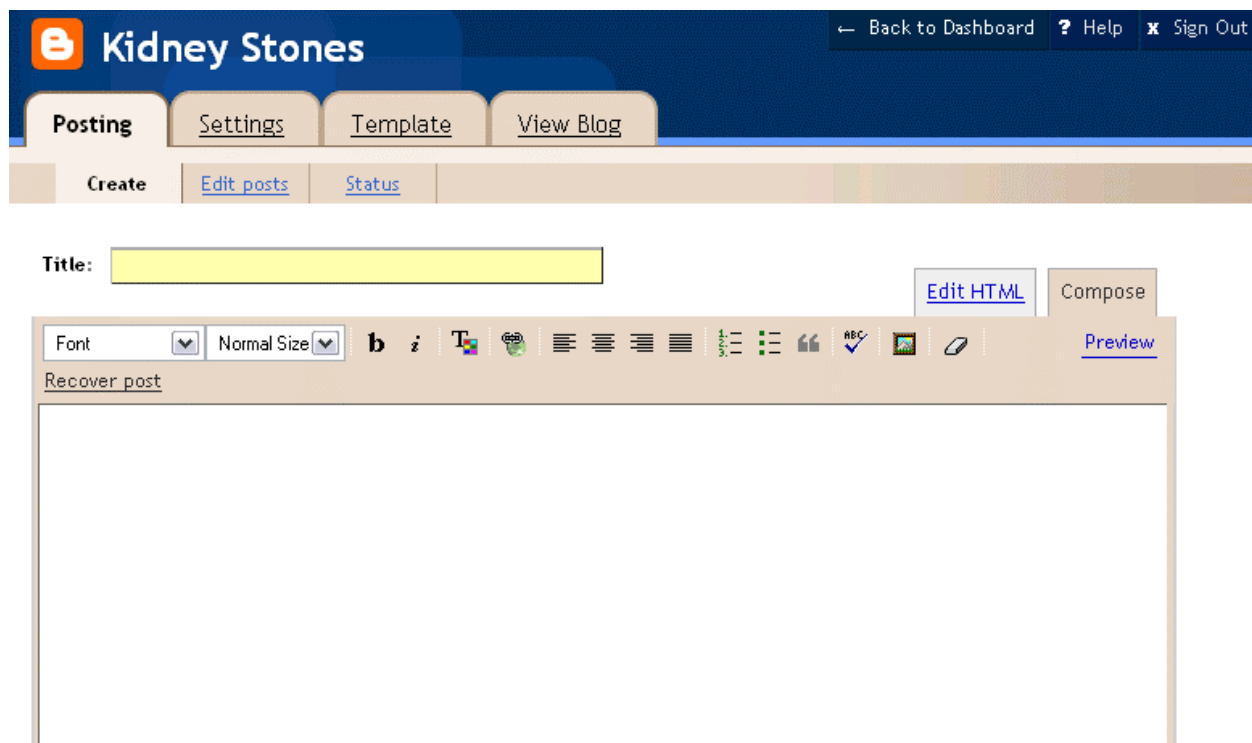 Kidney Stones
← Back to Dashboard ? Help x Sign Out
Posting Settings Template View Blog
Create Edit posts Status
Title:
Edit HTML Compose
Font Normal Size b i T ABC Preview
Recover post